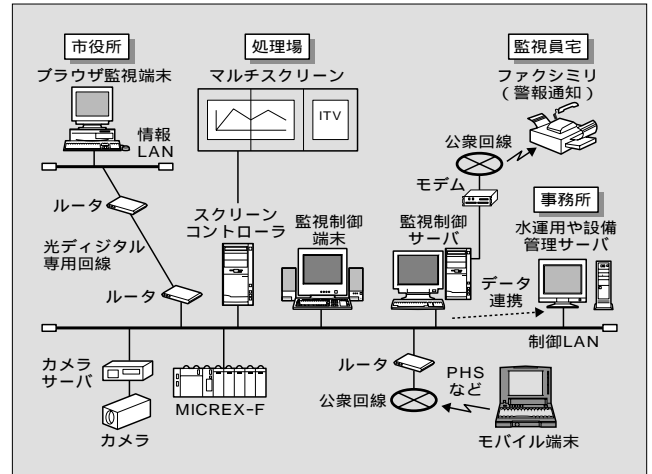 市役所
ブラウザ監視端末
情報
LAN
ルータ
光ディジタル
専用回線
ルータ
処理場
マルチスクリーン
ITV
スクリーン
コントローラ
監視制御
端末
監視制御
サーバ
監視員宅
ファクシミリ
(警報通知)
公衆回線
モデム
事務所
水運用や設備
管理サーバ
データ
連携
制御LAN
カメラ
サーバ
カメラ
MICREX-F
ルータ
公衆回線
PHS
など
モバイル端末